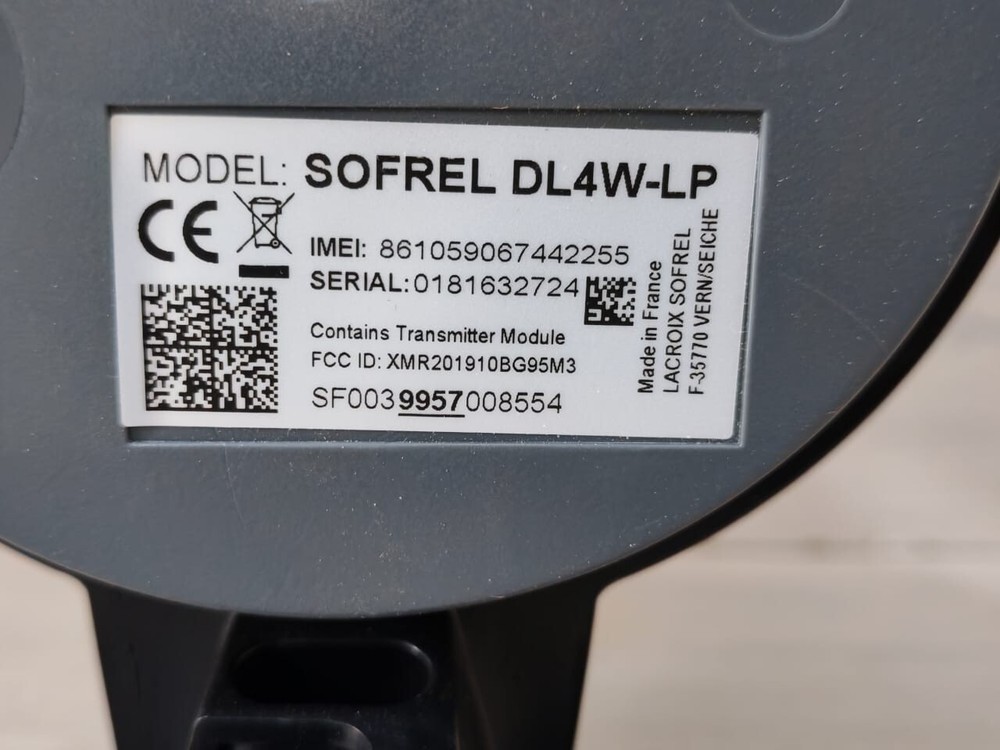 MODEL: SOFREL DL4W-LP
CE
IMEI: 861059067442255
SERIAL: 0181632724
Contains Transmitter Module
FCC ID: XMR201910BG95M3
SF0039957008554
Made in France
LACROIX SOFREL
F-35770 VERN/SEICHE